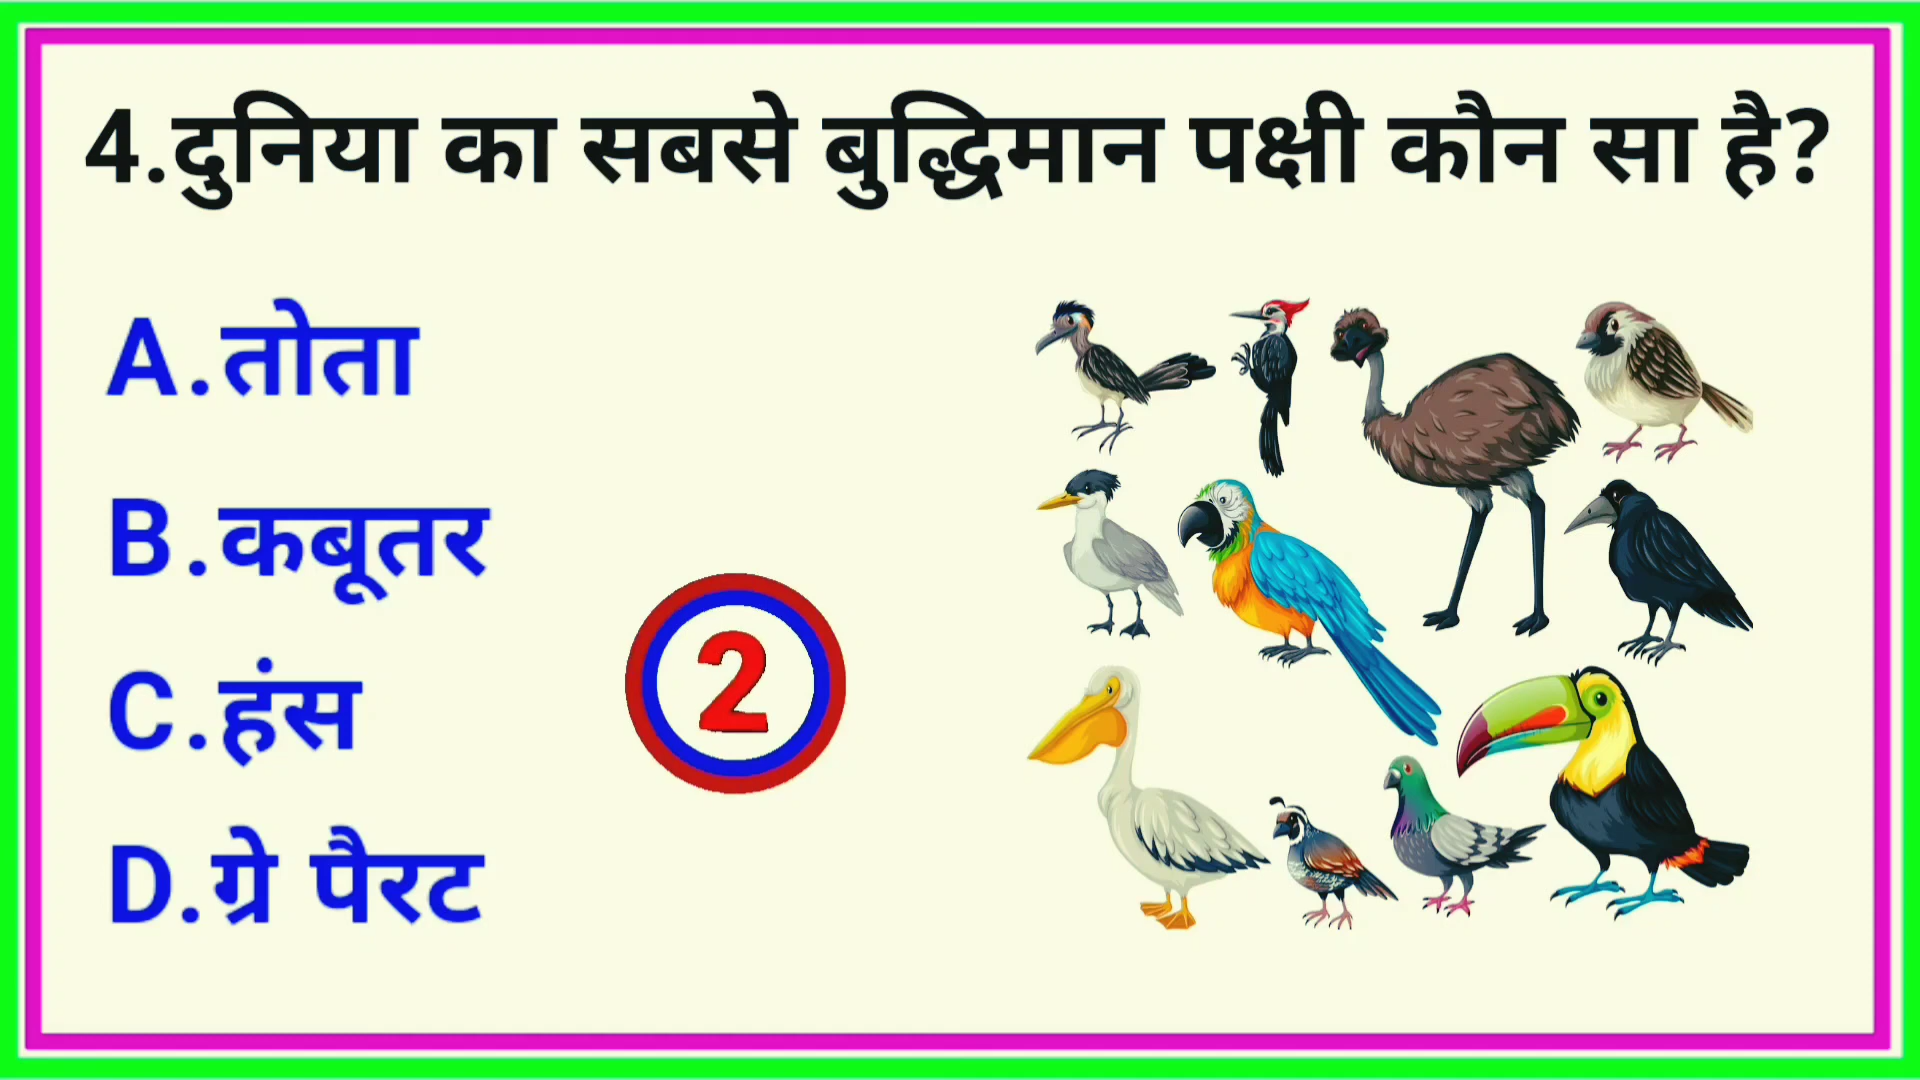 4.दुनिया का सबसे बुद्धिमान पक्षी कौन सा है?
A.तोता
B.कबूतर
2
C.हंस
D.ग्रे पैरट